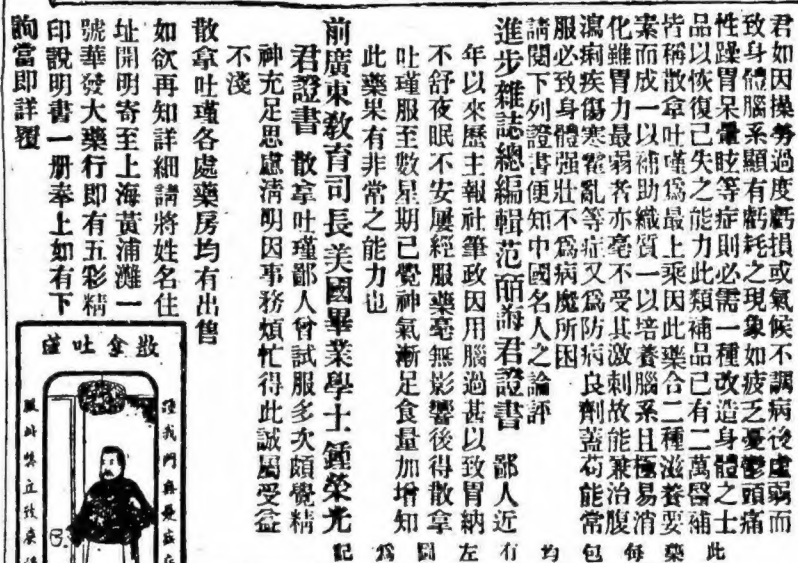 君如因操勞過度虧損或氣候不調病後虛弱而
致身體腦系顯有虧耗之現象如疲乏憂鬱頭痛
性躁胃呆暈眩等症則必需一種改造身體之士
品以恢復已失之能力此類補品已有二萬醫補
皆稱散拿吐瑾爲最上乘因此藥合二種滋養要
素而成一以補助織質一以培養腦系且極易消
化雖胃力最弱者亦毫不受其激刺故能兼治腹
瀉痢疾傷寒霍亂等症又爲防病良劑蓋苟能常
服必致身體强壯不爲病魔所困
請閱下列證書便知中國名人之論評
進步雜誌總編輯范皕誨君證書 鄙人近
年以來歷主報社筆政因用腦過甚以致胃納
不舒夜眠不安屢經服藥毫無影響後得散拿
吐瑾服至數星期已覺神氣漸足食量加增知
此藥果有非常之能力也
前廣東教育司長美國畢業學士鍾榮光
君證書 散拿吐瑾鄙人曾試服多次頗覺精
神充足思慮清明因事務煩忙得此誠屬受益
不淺
散拿吐瑾各處藥房均有出售
如欲再知詳細請將姓名住
址開明寄至上海黃浦灘一
號華發大藥行即有五彩精
印說明書一册奉上如有下
詢當即詳覆
此
藥
每
包
均
有
左
圖
爲
記
散拿吐瑾